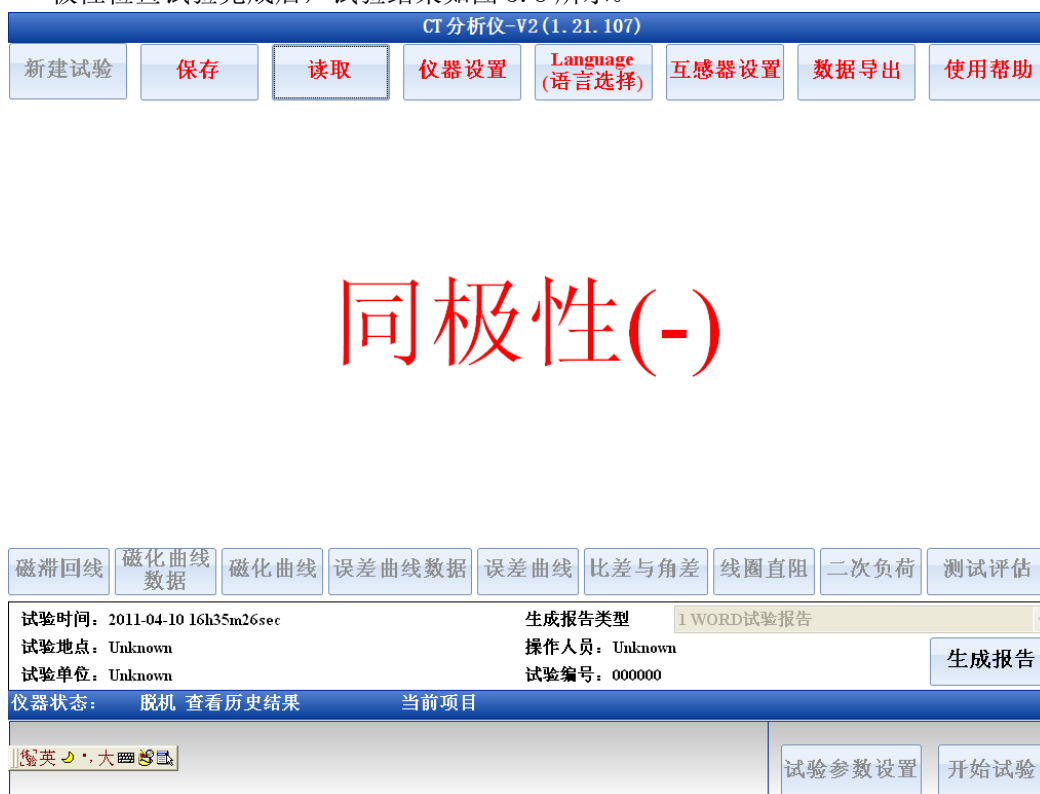 CT分析仪-V2(1.21.107)
新建试验 保存 读取 仪器设置 Language (语言选择) 互感器设置 数据导出 使用帮助
同极性(-)
磁滞回线 磁化曲线数据 磁化曲线 误差曲线数据 误差曲线 比差与角差 线圈直阻 二次负荷 测试评估
试验时间：2011-04-10 16h35m26sec 生成报告类型 1 WORD试验报告
试验地点：Unknown 操作人员：Unknown 生成报告
试验单位：Unknown 试验编号：000000
仪器状态： 脱机 查看历史结果 当前项目
英 大
试验参数设置 开始试验